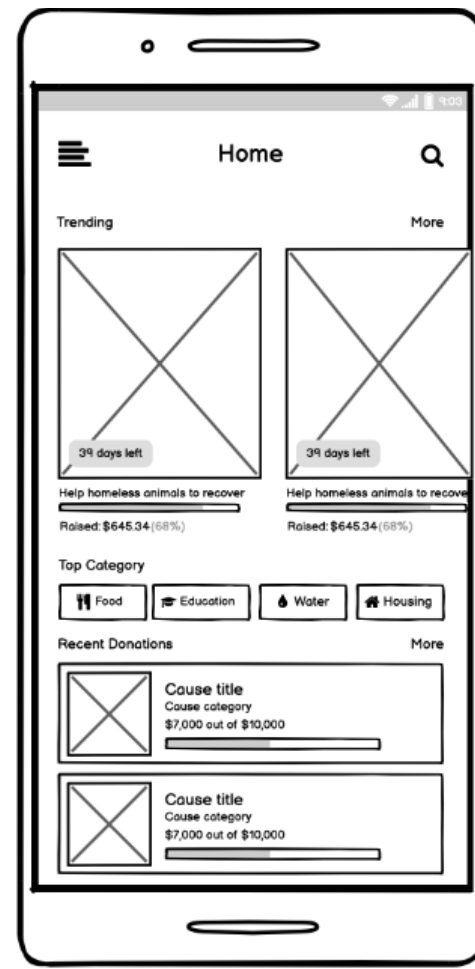 9:03
Home
Trending More
39 days left 39 days left
Help homeless animals to recover Help homeless animals to recove
Raised: $645.34(68%) Raised: $645.34(68%)
Top Category
Food Education Water Housing
Recent Donations More
Cause title
Cause category
$7,000 out of $10,000
Cause title
Cause category
$7,000 out of $10,000